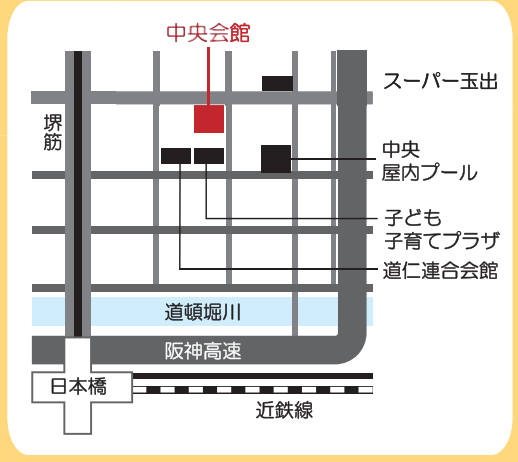 中央会館
スーパー玉出
堺筋
中央
屋内プール
子ども
子育てプラザ
道仁連合会館
道頓堀川
阪神高速
日本橋
近鉄線